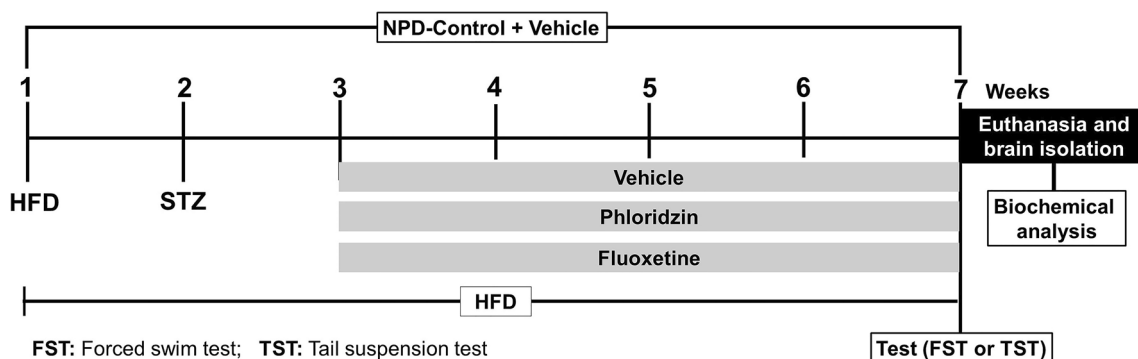 NPD-Control + Vehicle
1 2 3 4 5 6 7 Weeks
Euthanasia and
brain isolation
HFD STZ
Vehicle
Phloridzin
Fluoxetine
Biochemical
analysis
HFD
FST: Forced swim test; TST: Tail suspension test
Test (FST or TST)